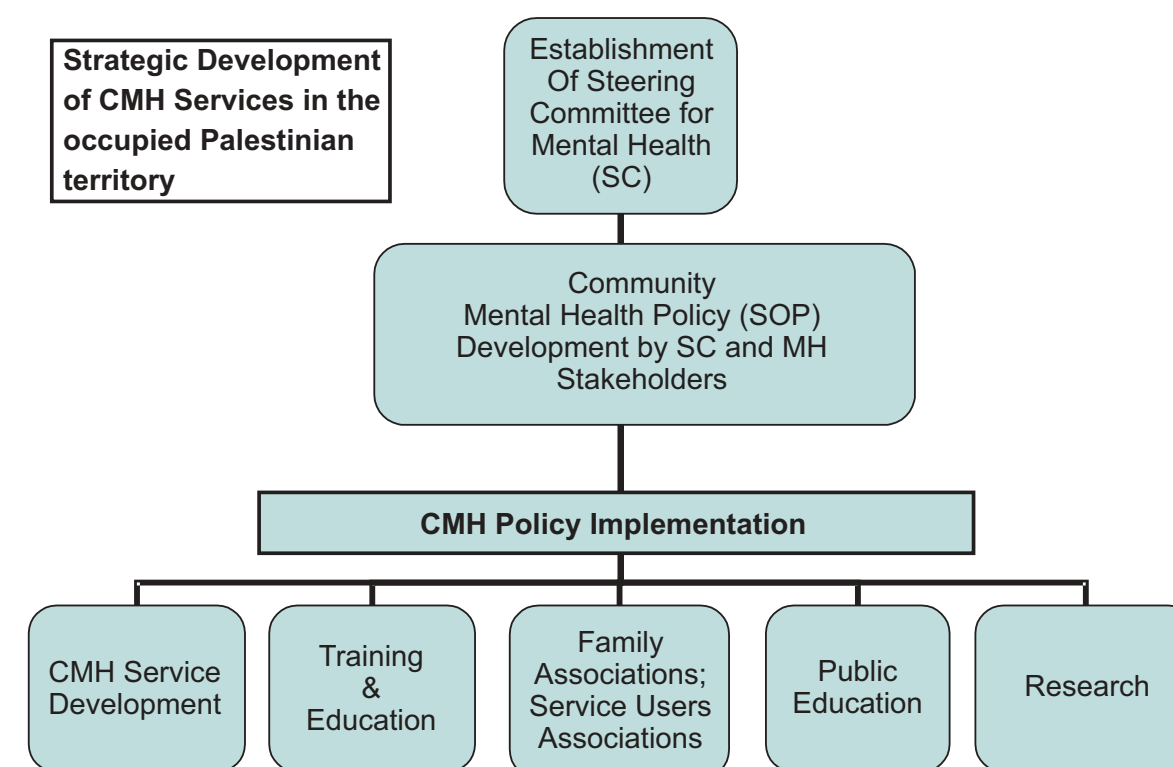 Strategic Development
of CMH Services in the
occupied Palestinian
territory
Establishment
Of Steering
Committee for
Mental Health
(SC)
Community
Mental Health Policy (SOP)
Development by SC and MH
Stakeholders
CMH Policy Implementation
CMH Service
Development
Training
&
Education
Family
Associations;
Service Users
Associations
Public
Education
Research